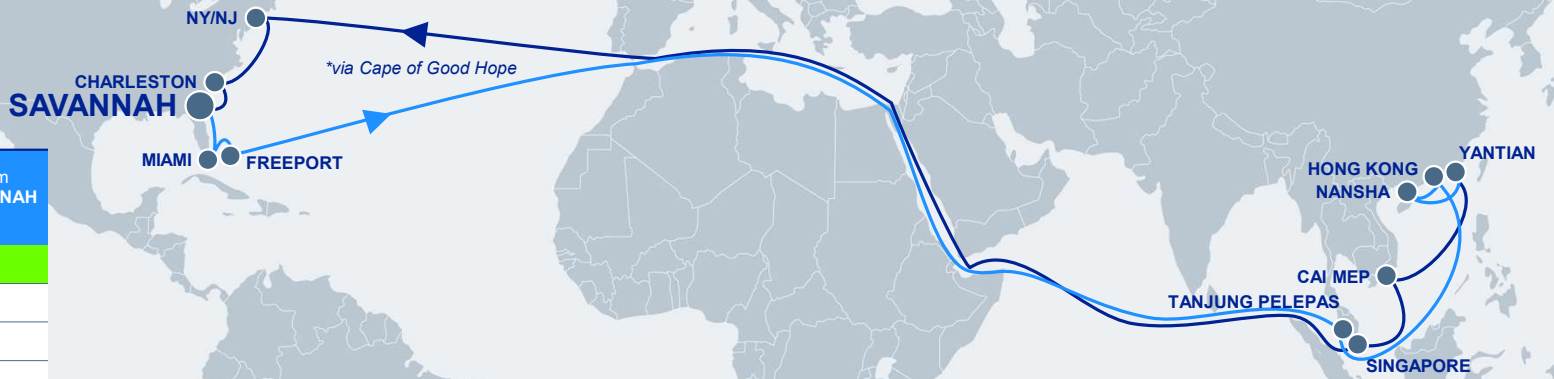 NY/NJ
*via Cape of Good Hope
CHARLESTON
SAVANNAH
MIAMI
FREEPORT
NAH
YANTIAN
HONG KONG
NANSHA
CAI MEP
TANJUNG PELEPAS
SINGAPORE